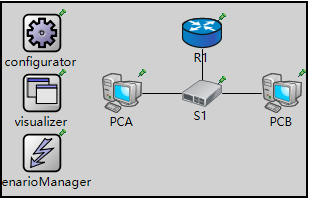 configurator
R1
visualizer
PCA
S1
PCB
enarioManager